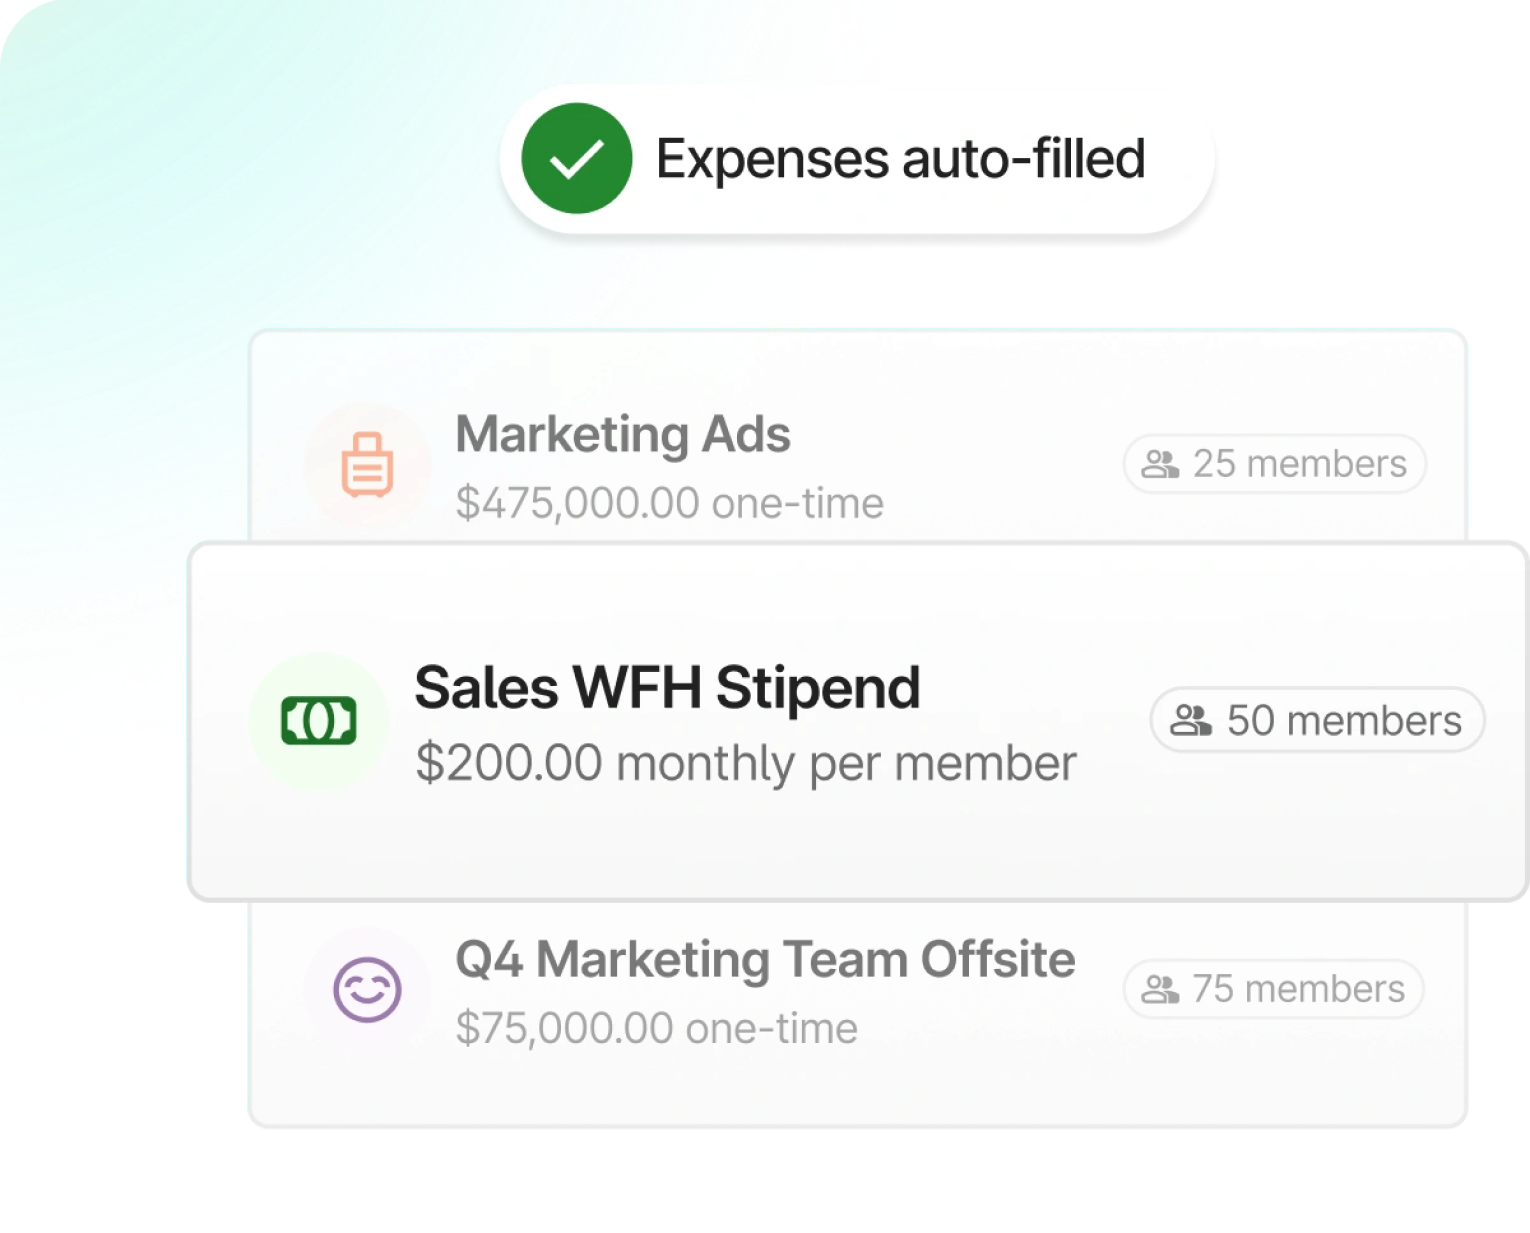 Expenses auto-filled
Marketing Ads
$475,000.00 one-time
25 members
Sales WFH Stipend
$200.00 monthly per member
50 members
Q4 Marketing Team Offsite
$75,000.00 one-time
75 members